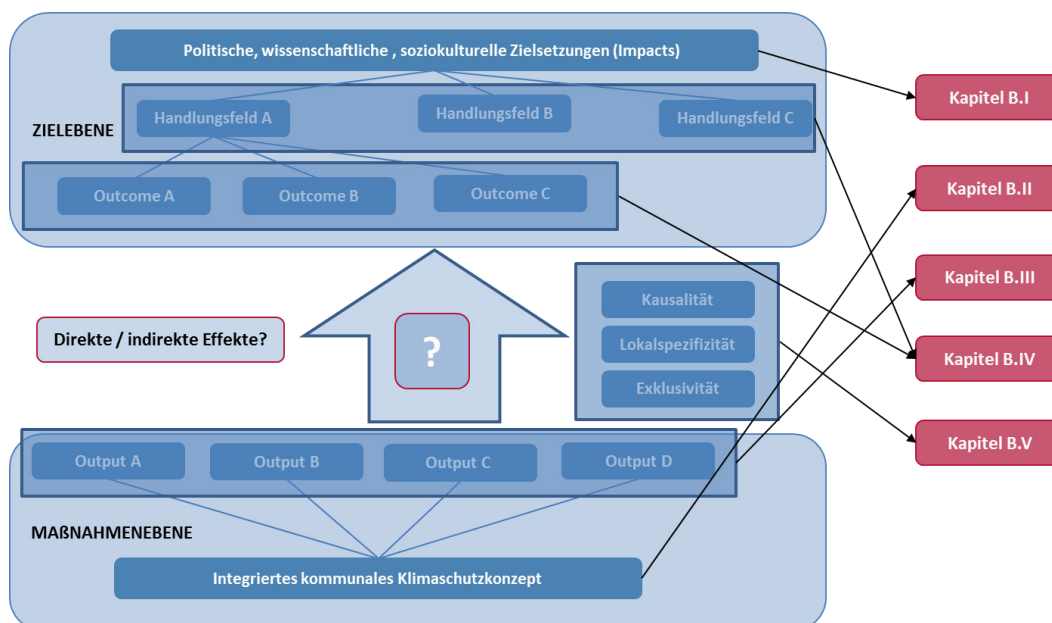 Politische, wissenschaftliche , soziokulturelle Zielsetzungen (Impacts)
Handlungsfeld A
Handlungsfeld B
Handlungsfeld C
ZIELEBENE
Outcome A
Outcome B
Outcome C
Kapitel B.I
Kapitel B.II
Kapitel B.III
Kapitel B.IV
Kapitel B.V
Direkte / indirekte Effekte?
?
Kausalität
Lokalspezifizität
Exklusivität
Output A
Output B
Output C
Output D
MAßNAHMENEBENE
Integriertes kommunales Klimaschutzkonzept